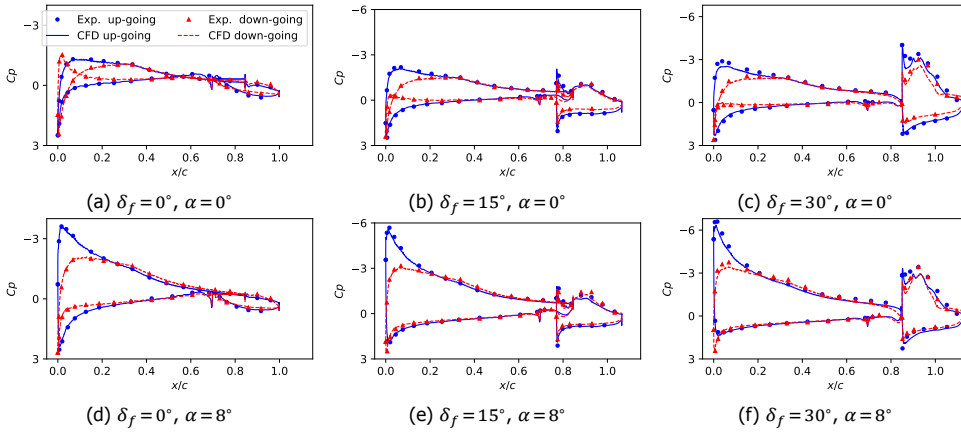 Exp. up-going Exp. down-going
CFD up-going CFD down-going
−3
0
3
Cp
0.0 0.2 0.4 0.6 0.8 1.0
x/c
(a) δf = 0°, α = 0°
−6
−3
0
3
Cp
0.0 0.2 0.4 0.6 0.8 1.0
x/c
(b) δf = 15°, α = 0°
−6
−3
0
3
Cp
0.0 0.2 0.4 0.6 0.8 1.0
x/c
(c) δf = 30°, α = 0°
−3
0
3
Cp
0.0 0.2 0.4 0.6 0.8 1.0
x/c
(d) δf = 0°, α = 8°
−6
−3
0
3
Cp
0.0 0.2 0.4 0.6 0.8 1.0
x/c
(e) δf = 15°, α = 8°
−6
−3
0
3
Cp
0.0 0.2 0.4 0.6 0.8 1.0
x/c
(f) δf = 30°, α = 8°